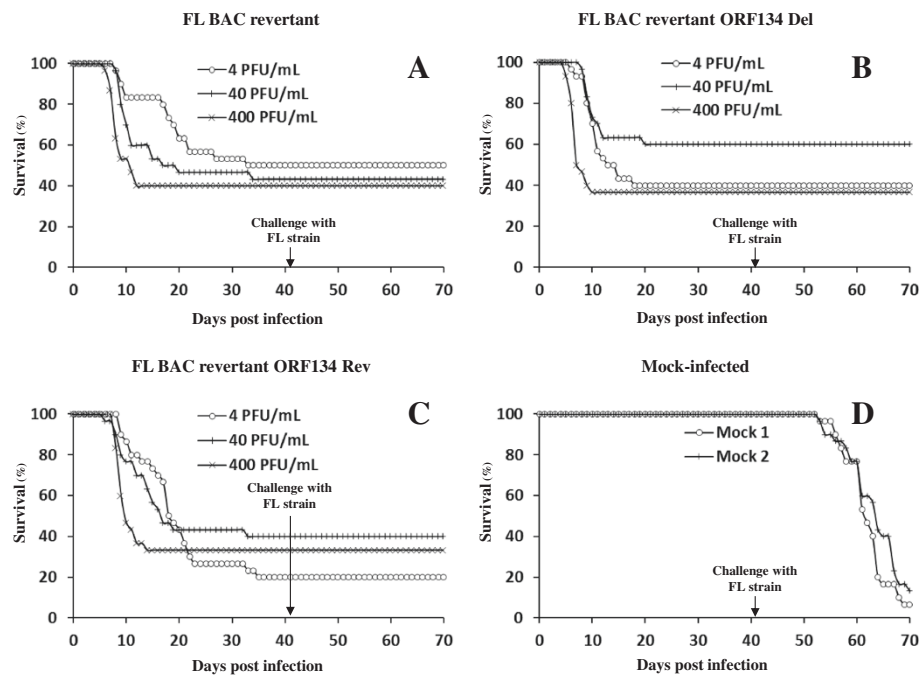 FL BAC revertant
A
4 PFU/mL
40 PFU/mL
400 PFU/mL
100
80
60
40
20
0
Survival (%)
Challenge with
FL strain
0 10 20 30 40 50 60 70
Days post infection
FL BAC revertant ORF134 Del
B
4 PFU/mL
40 PFU/mL
400 PFU/mL
100
80
60
40
20
0
Survival (%)
Challenge with
FL strain
0 10 20 30 40 50 60 70
Days post infection
FL BAC revertant ORF134 Rev
C
4 PFU/mL
40 PFU/mL
400 PFU/mL
100
80
60
40
20
0
Survival (%)
Challenge with
FL strain
0 10 20 30 40 50 60 70
Days post infection
Mock-infected
D
Mock 1
Mock 2
100
80
60
40
20
0
Survival (%)
Challenge with
FL strain
0 10 20 30 40 50 60 70
Days post infection